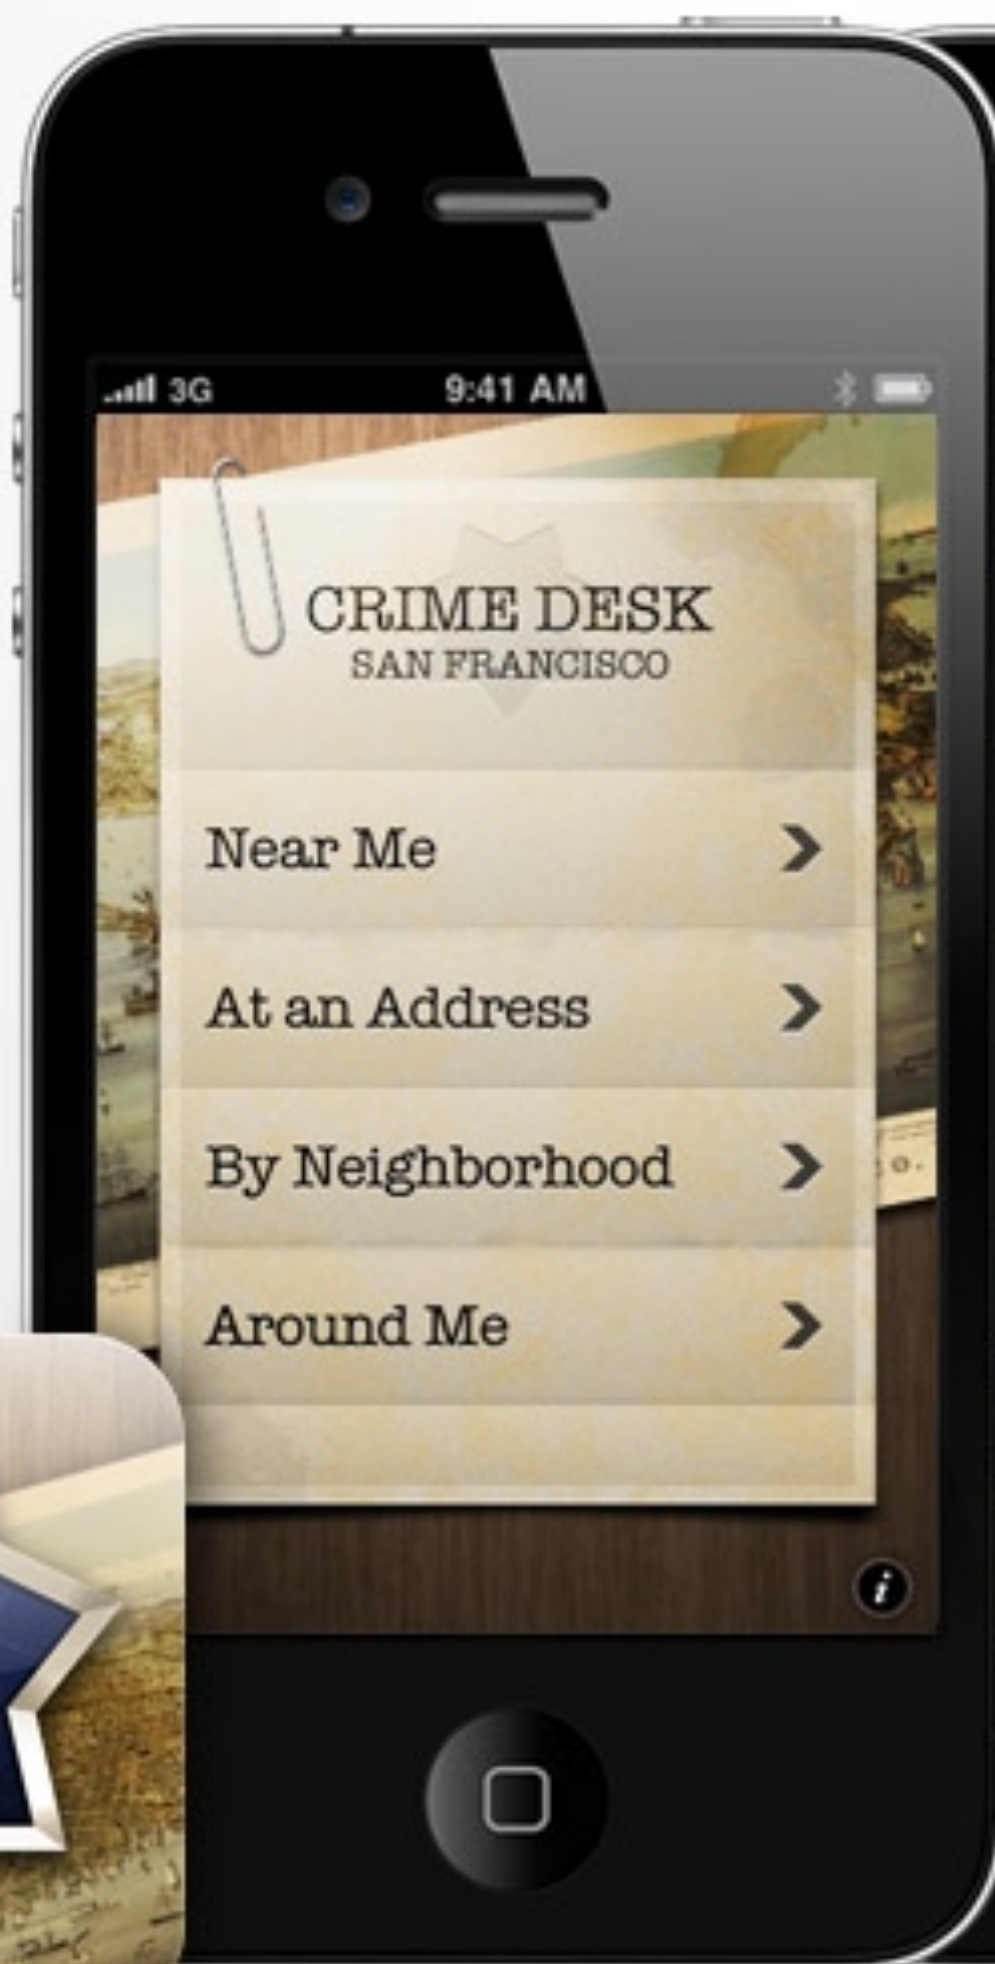 3G 9:41 AM
CRIME DESK
SAN FRANCISCO
Near Me
At an Address
By Neighborhood
Around Me
i